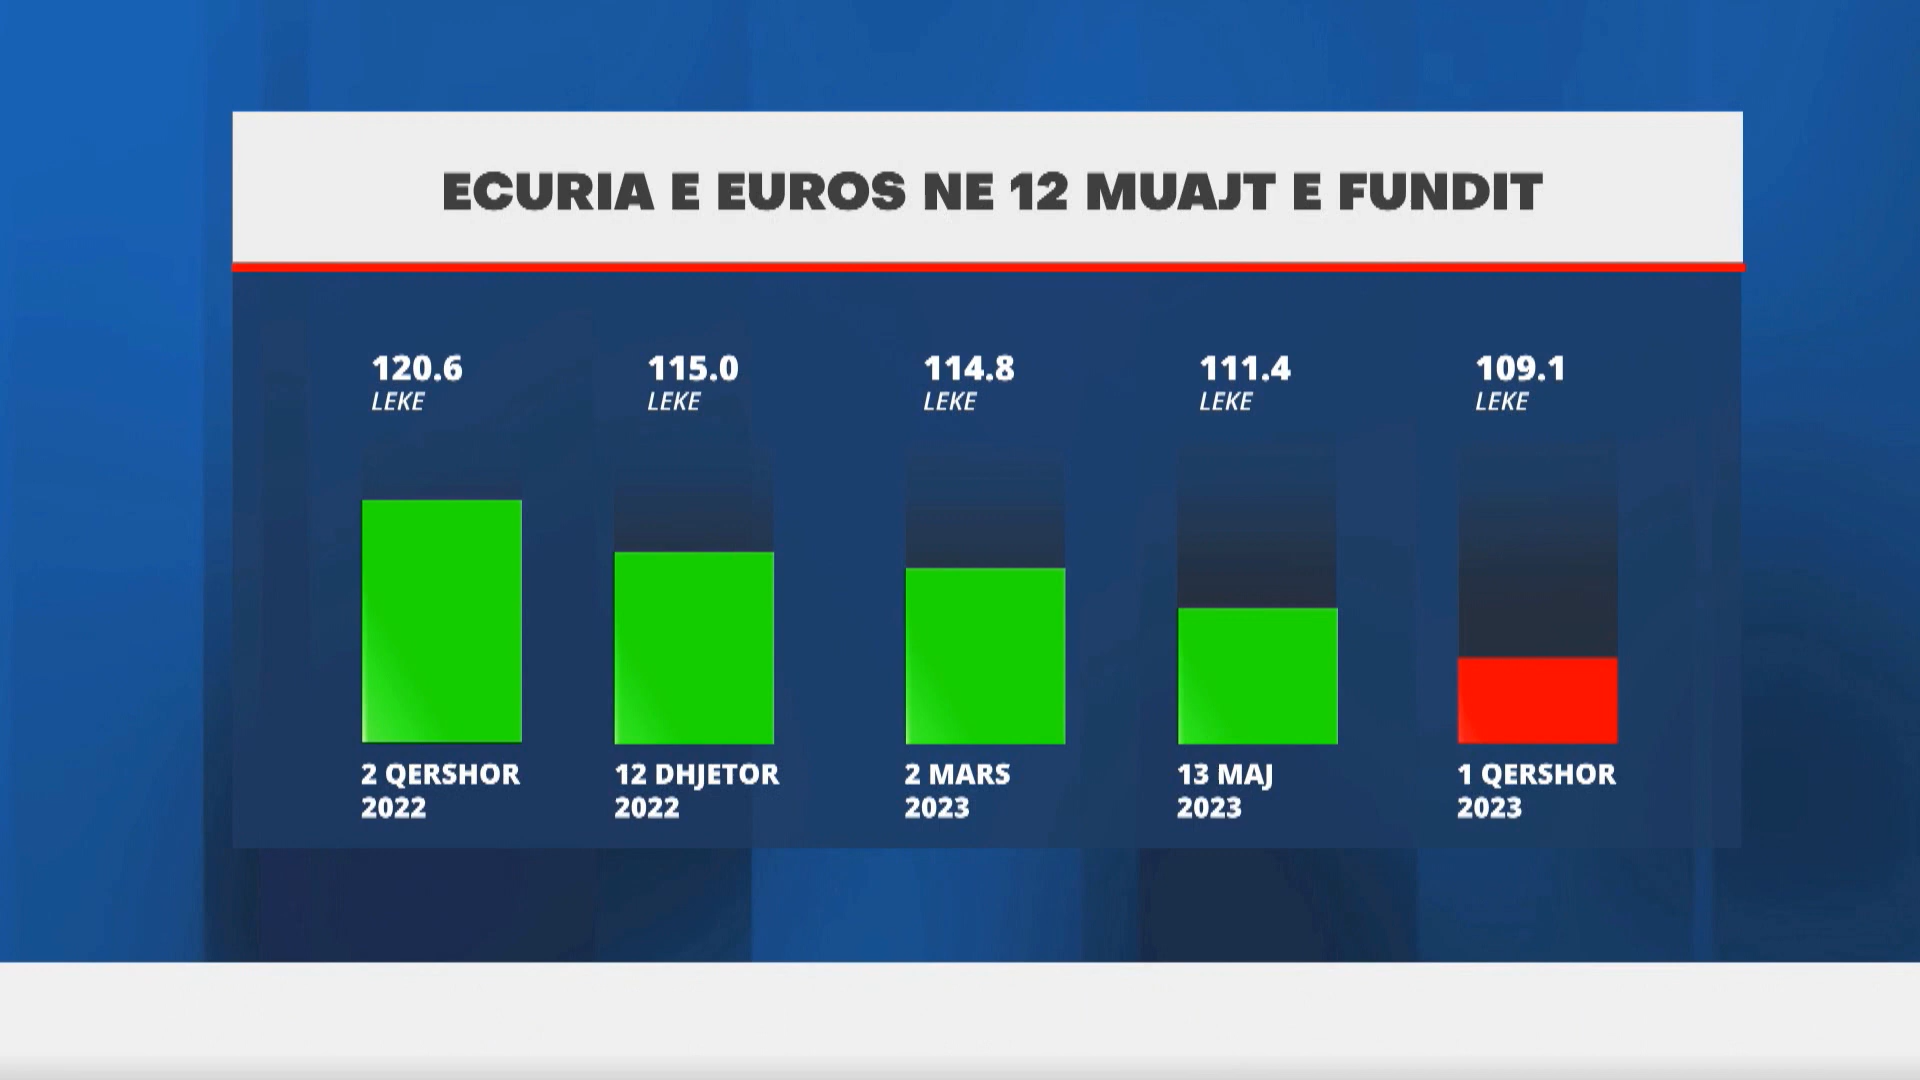 ECURIA E EUROS NE 12 MUAJT E FUNDIT
120.6
LEKE
115.0
LEKE
114.8
LEKE
111.4
LEKE
109.1
LEKE
2 QERSHOR
2022
12 DHJETOR
2022
2 MARS
2023
13 MAJ
2023
1 QERSHOR
2023